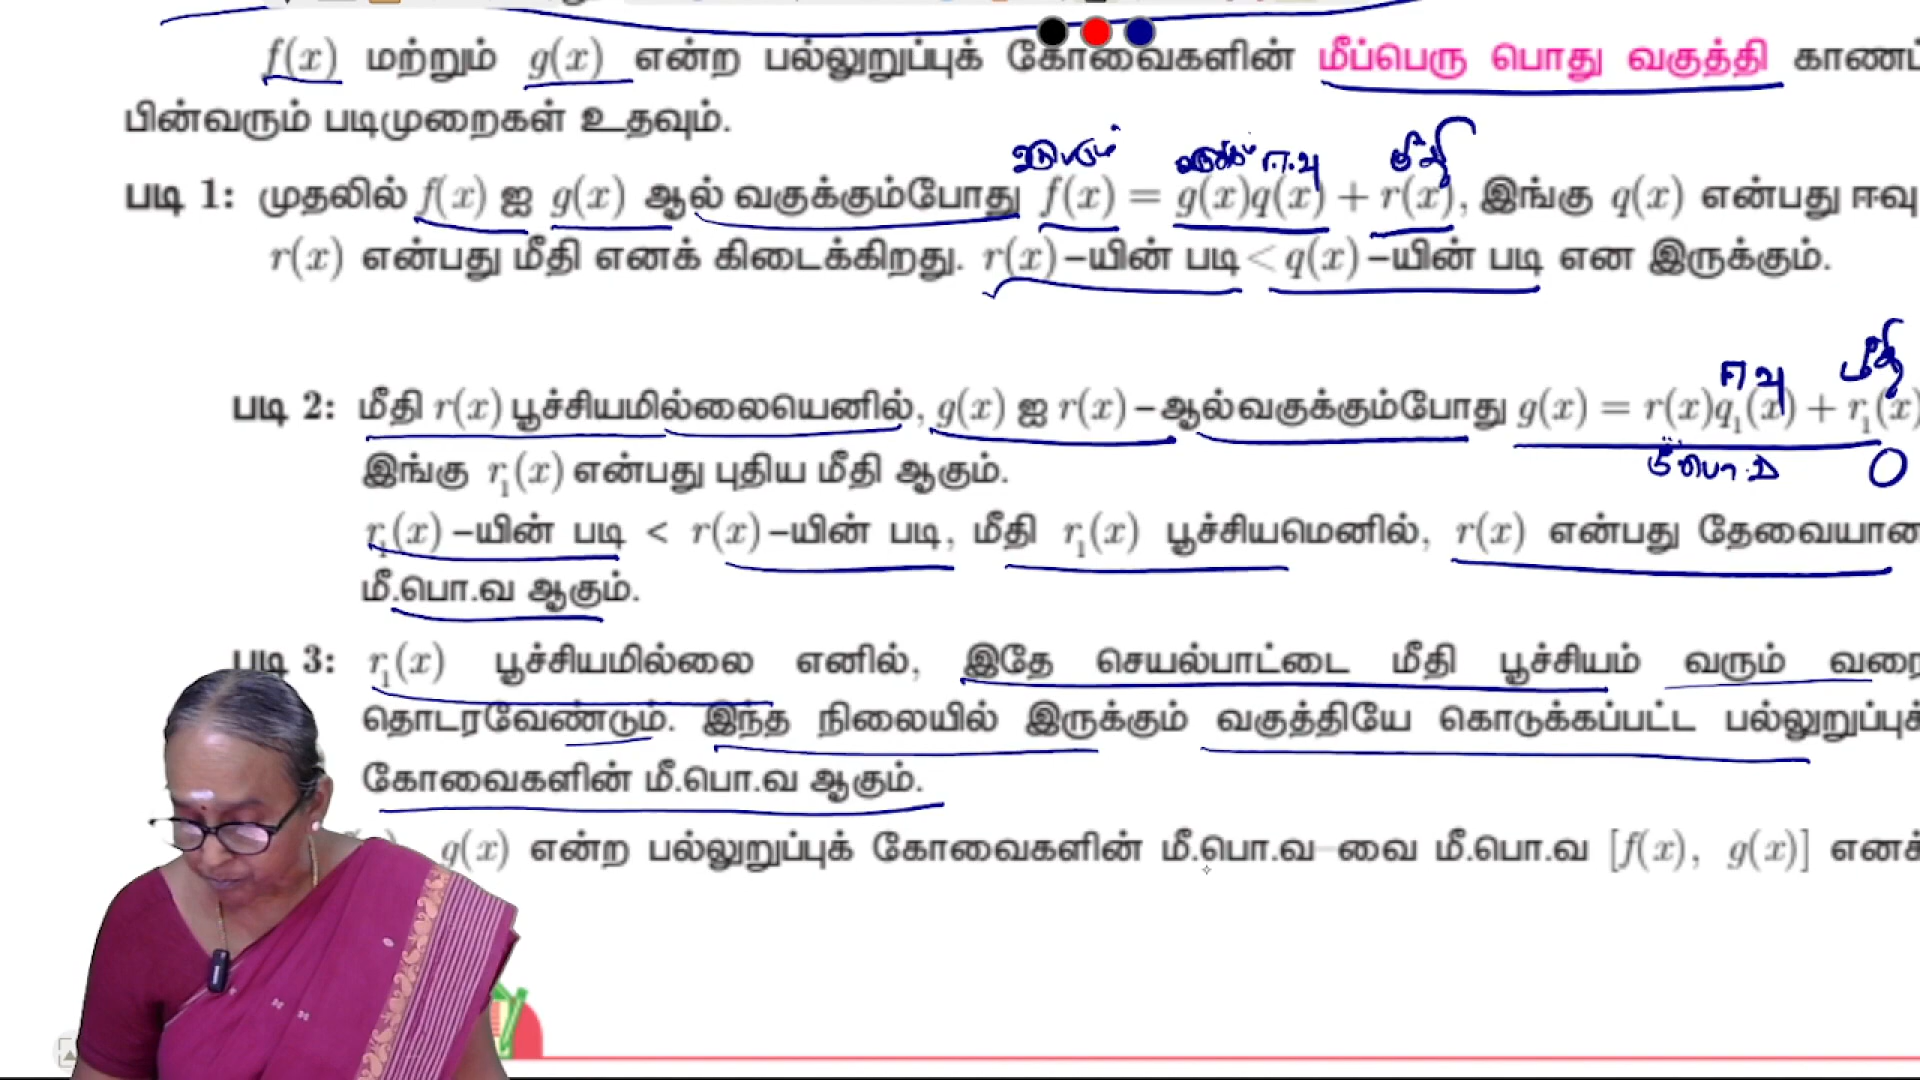 f(x) மற்றும் g(x) என்ற பல்லுறுப்புக் கோவைகளின் மீப்பெரு பொது வகுத்தி காணப்
பின்வரும் படிமுறைகள் உதவும்.
மீதி
படி 1: முதலில் f(x) ஐ g(x) ஆல் வகுக்கும்போது f(x) = g(x)q(x) + r(x), இங்கு q(x) என்பது ஈவு
r(x) என்பது மீதி எனக் கிடைக்கிறது. r(x)–யின் படி < q(x)–யின் படி என இருக்கும்.
ஈவு மீதி
படி 2: மீதி r(x) பூச்சியமில்லையெனில், g(x) ஐ r(x)–ஆல்வகுக்கும்போது g(x) = r(x)q₁(x) + r₁(x)
மீ.பொ.வ 0
இங்கு r₁(x) என்பது புதிய மீதி ஆகும்.
r₁(x)–யின் படி < r(x)–யின் படி, மீதி r₁(x) பூச்சியமெனில், r(x) என்பது தேவையான
மீ.பொ.வ ஆகும்.
படி 3: r₁(x) பூச்சியமில்லை எனில், இதே செயல்பாட்டை மீதி பூச்சியம் வரும் வரை
தொடரவேண்டும். இந்த நிலையில் இருக்கும் வகுத்தியே கொடுக்கப்பட்ட பல்லுறுப்புக்
கோவைகளின் மீ.பொ.வ ஆகும்.
g(x) என்ற பல்லுறுப்புக் கோவைகளின் மீ.பொ.வ–வை மீ.பொ.வ [f(x), g(x)] எனக்